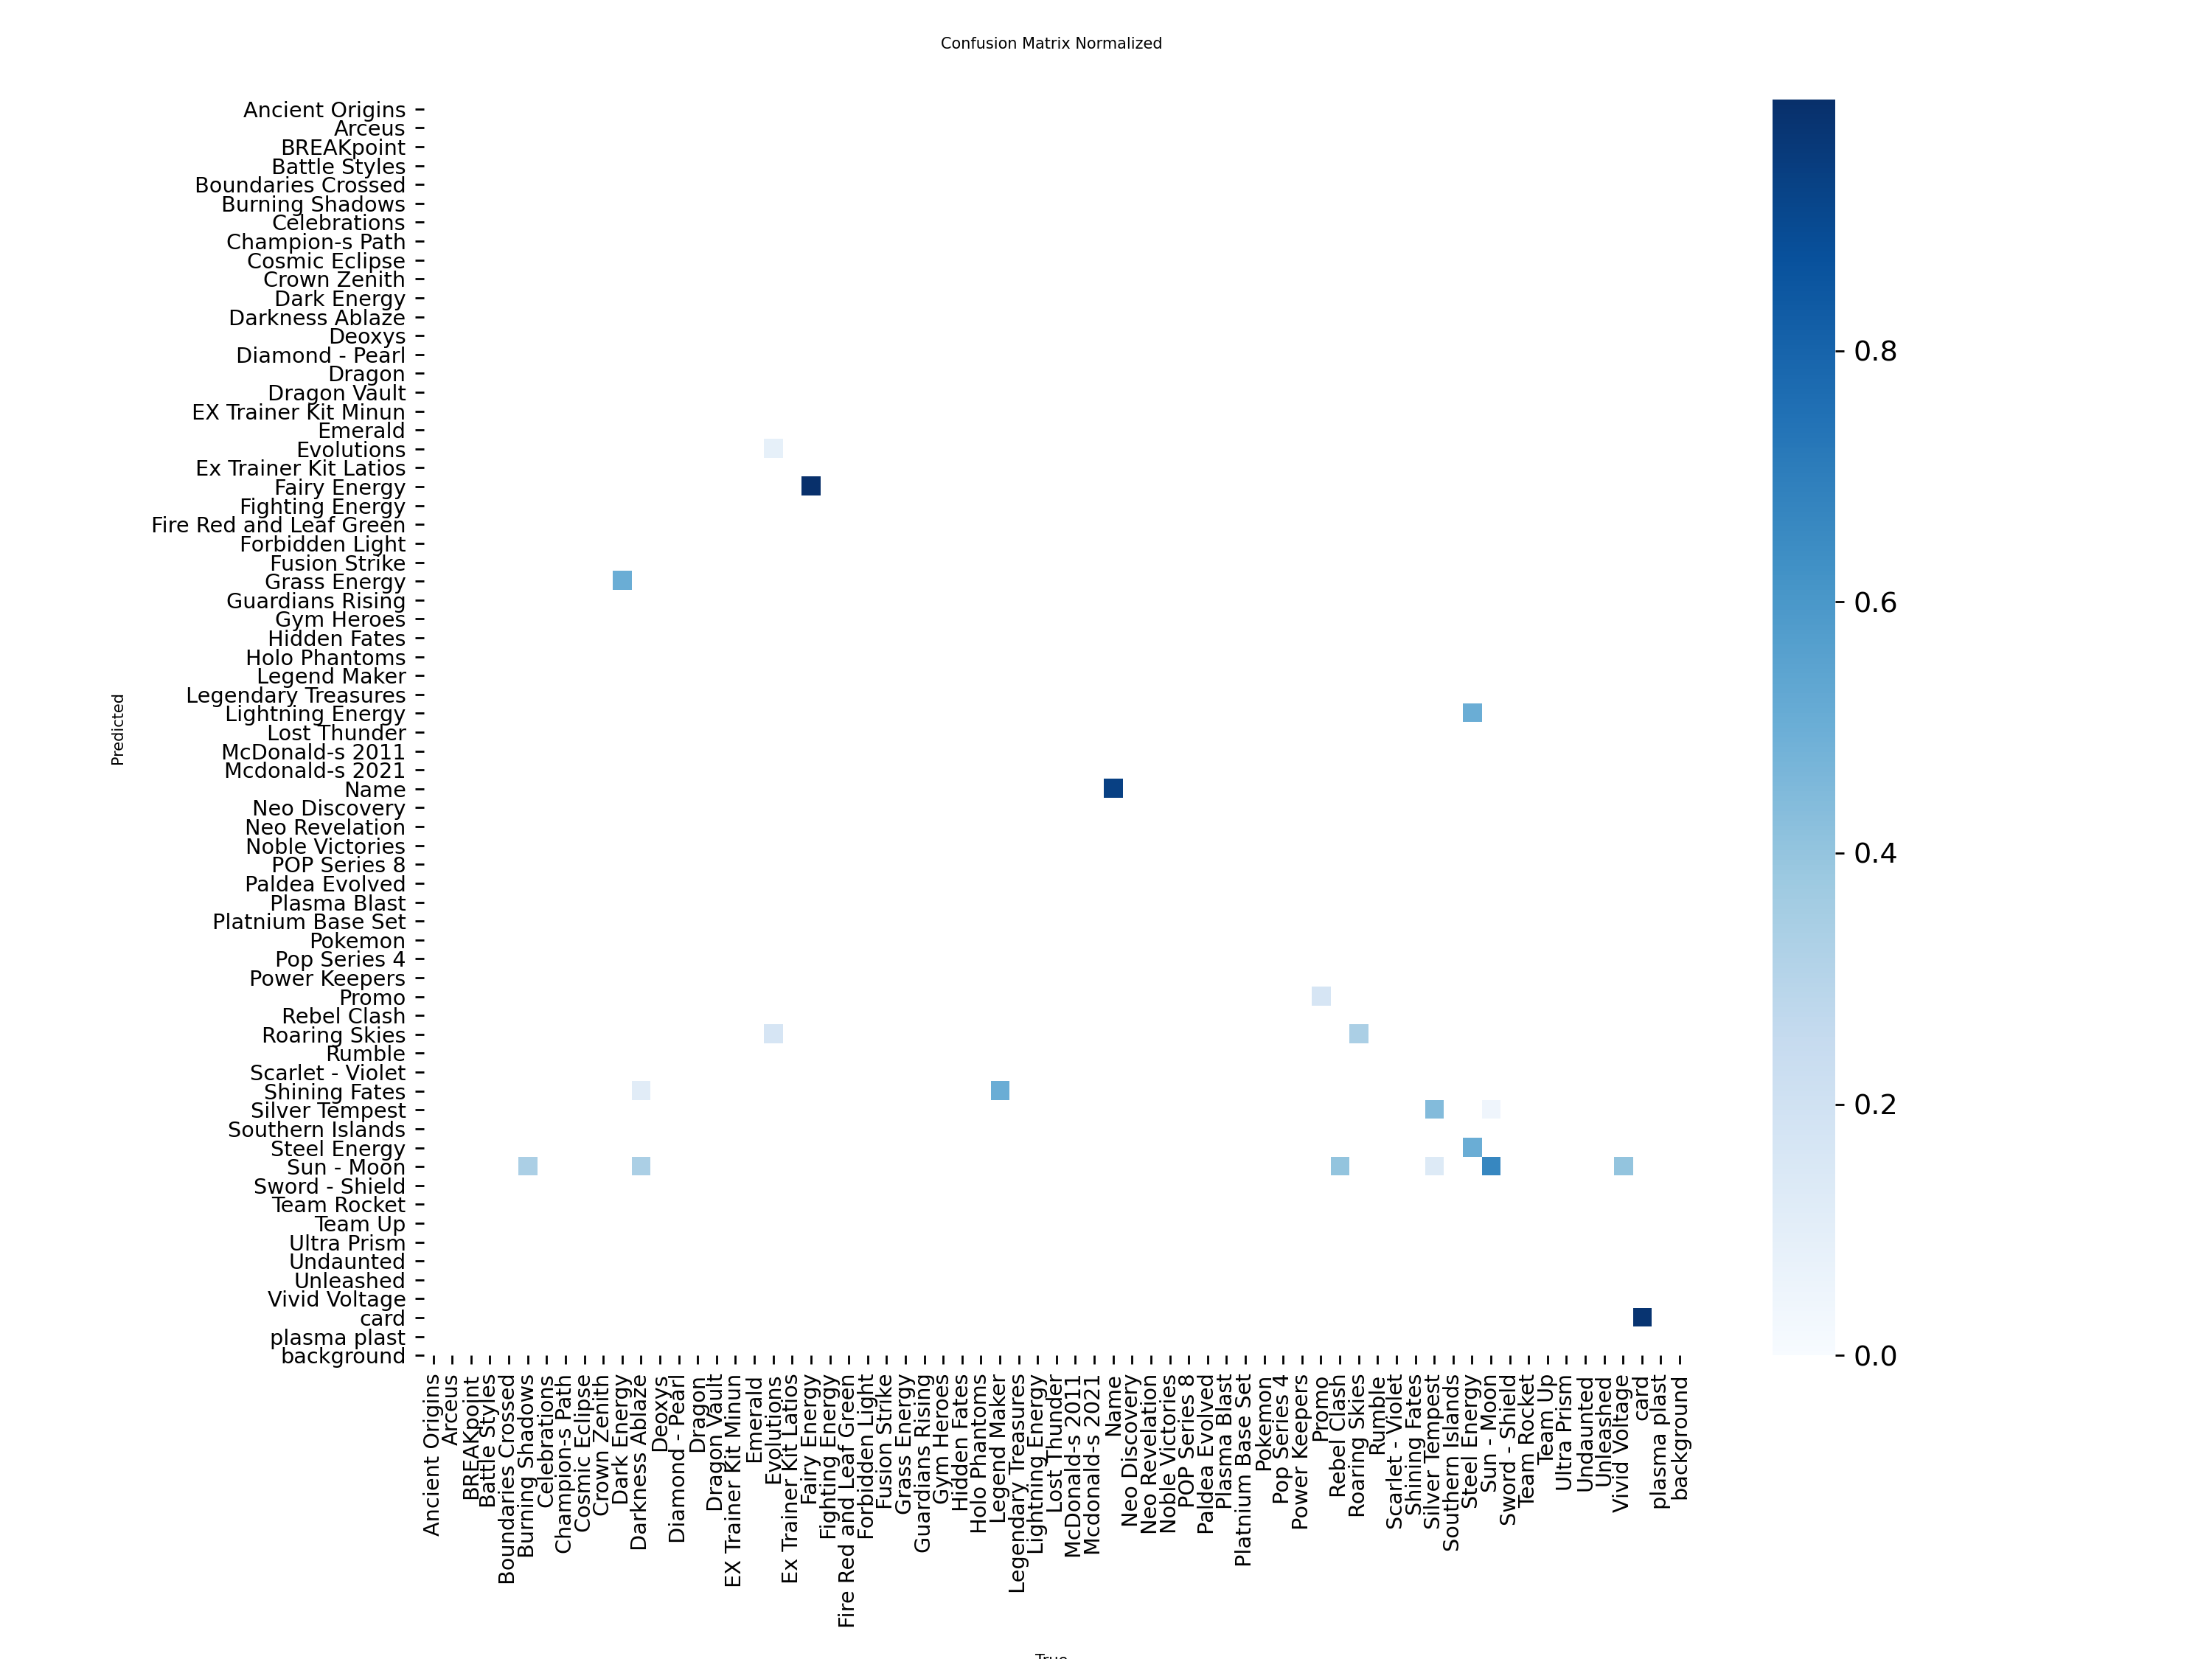 Confusion Matrix Normalized
Ancient Origins
Arceus
BREAKpoint
Battle Styles
Boundaries Crossed
Burning Shadows
Celebrations
Champion-s Path
Cosmic Eclipse
Crown Zenith
Dark Energy
Darkness Ablaze
Deoxys
Diamond - Pearl
Dragon
Dragon Vault
EX Trainer Kit Minun
Emerald
Evolutions
Ex Trainer Kit Latios
Fairy Energy
Fighting Energy
Fire Red and Leaf Green
Forbidden Light
Fusion Strike
Grass Energy
Guardians Rising
Gym Heroes
Hidden Fates
Holo Phantoms
Legend Maker
Legendary Treasures
Lightning Energy
Lost Thunder
McDonald-s 2011
Mcdonald-s 2021
Name
Neo Discovery
Neo Revelation
Noble Victories
POP Series 8
Paldea Evolved
Plasma Blast
Platnium Base Set
Pokemon
Pop Series 4
Power Keepers
Promo
Rebel Clash
Roaring Skies
Rumble
Scarlet - Violet
Shining Fates
Silver Tempest
Southern Islands
Steel Energy
Sun - Moon
Sword - Shield
Team Rocket
Team Up
Ultra Prism
Undaunted
Unleashed
Vivid Voltage
card
plasma plast
background
Predicted
Ancient Origins
Arceus
BREAKpoint
Battle Styles
Boundaries Crossed
Burning Shadows
Celebrations
Champion-s Path
Cosmic Eclipse
Crown Zenith
Dark Energy
Darkness Ablaze
Deoxys
Diamond - Pearl
Dragon
Dragon Vault
EX Trainer Kit Minun
Emerald
Evolutions
Ex Trainer Kit Latios
Fairy Energy
Fighting Energy
Fire Red and Leaf Green
Forbidden Light
Fusion Strike
Grass Energy
Guardians Rising
Gym Heroes
Hidden Fates
Holo Phantoms
Legend Maker
Legendary Treasures
Lightning Energy
Lost Thunder
McDonald-s 2011
Mcdonald-s 2021
Name
Neo Discovery
Neo Revelation
Noble Victories
POP Series 8
Paldea Evolved
Plasma Blast
Platnium Base Set
Pokemon
Pop Series 4
Power Keepers
Promo
Rebel Clash
Roaring Skies
Rumble
Scarlet - Violet
Shining Fates
Silver Tempest
Southern Islands
Steel Energy
Sun - Moon
Sword - Shield
Team Rocket
Team Up
Ultra Prism
Undaunted
Unleashed
Vivid Voltage
card
plasma plast
background
True
0.8
0.6
0.4
0.2
0.0